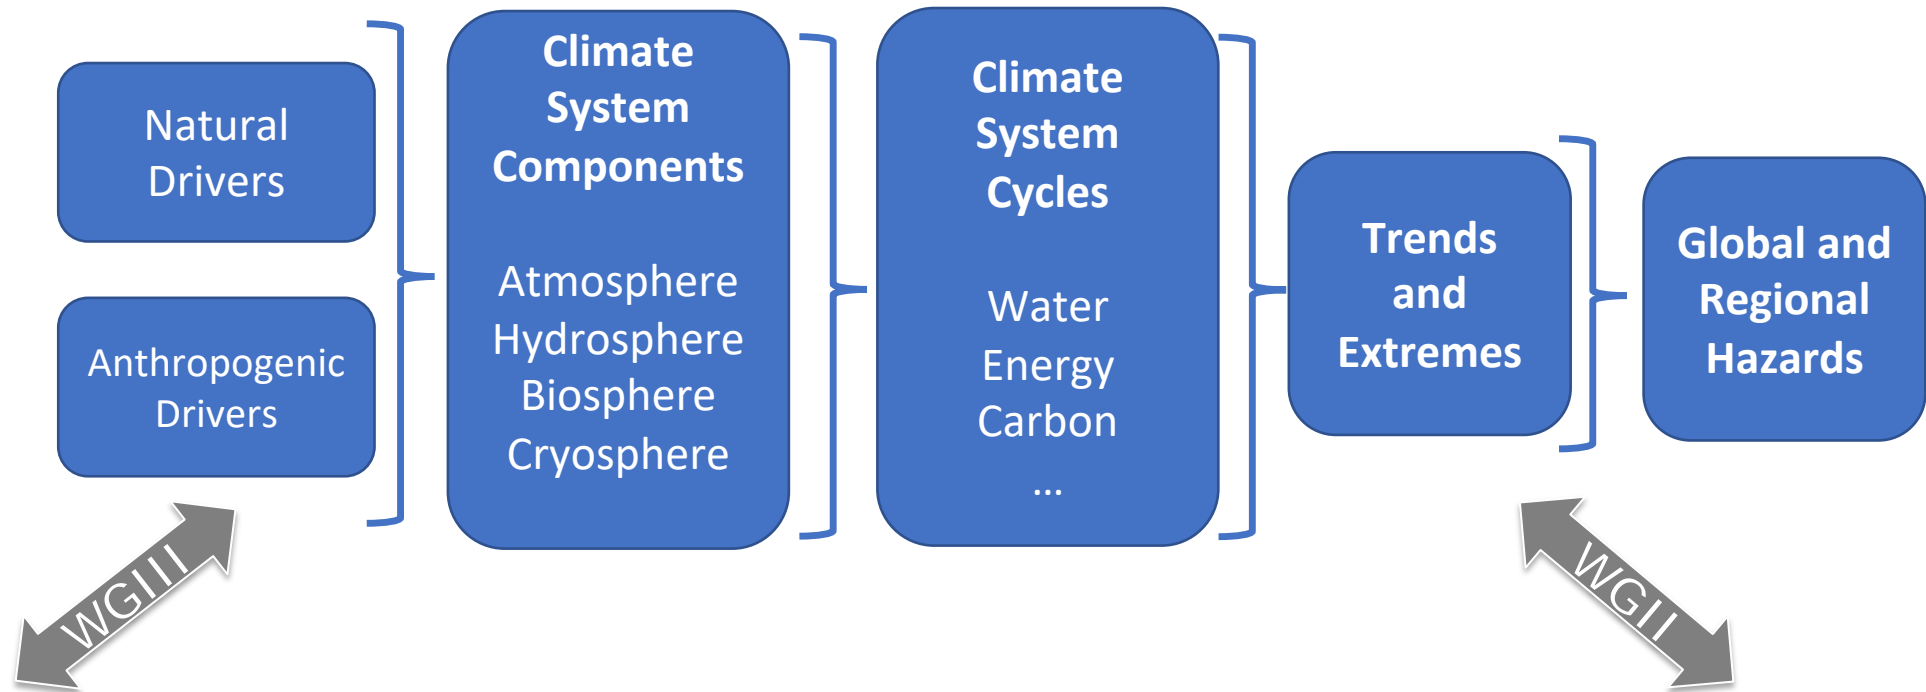 Natural
Drivers
Anthropogenic
Drivers
WGIII
Climate
System
Components
Atmosphere
Hydrosphere
Biosphere
Cryosphere
Climate
System
Cycles
Water
Energy
Carbon
...
Trends
and
Extremes
Global and
Regional
Hazards
WGII